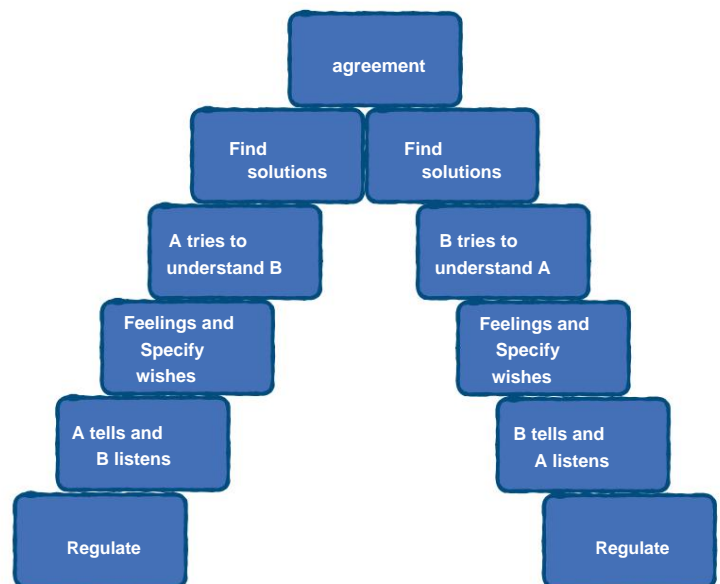 agreement
Find
solutions
Find
solutions
A tries to
understand B
B tries to
understand A
Feelings and
Specify
wishes
Feelings and
Specify
wishes
A tells and
B listens
B tells and
A listens
Regulate
Regulate